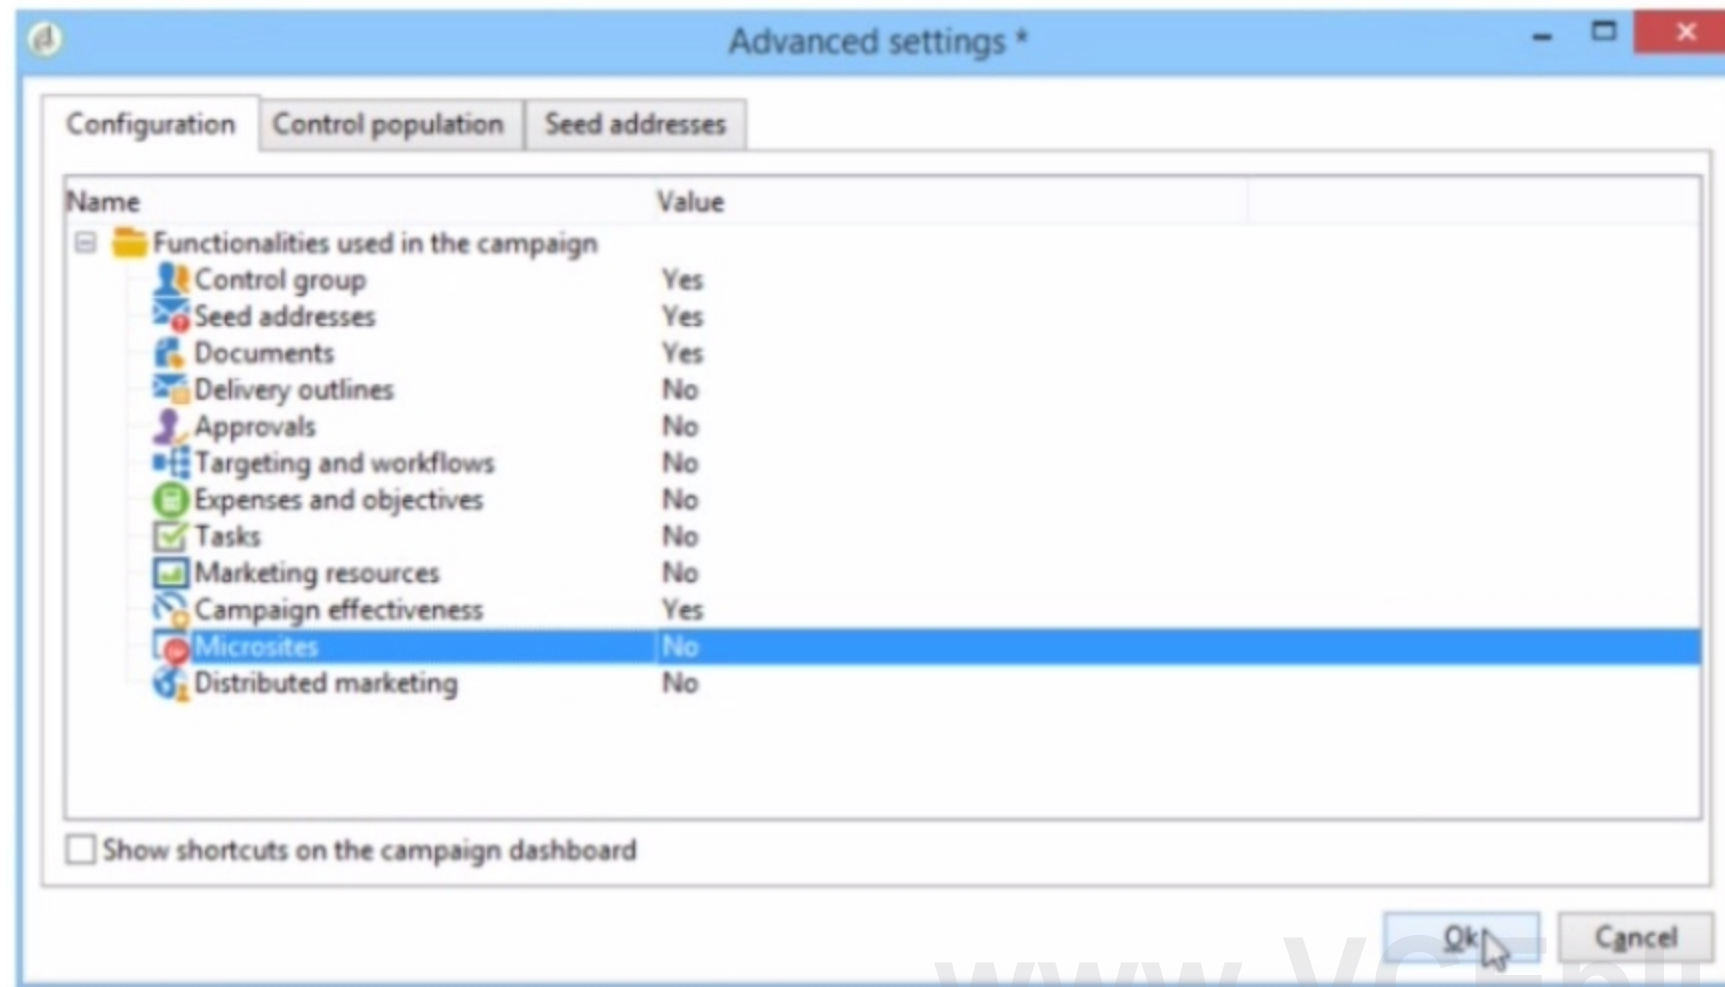 Advanced settings *
Configuration Control population Seed addresses
Name Value
Functionalities used in the campaign
Control group Yes
Seed addresses Yes
Documents Yes
Delivery outlines No
Approvals No
Targeting and workflows No
Expenses and objectives No
Tasks No
Marketing resources No
Campaign effectiveness Yes
Microsites No
Distributed marketing No
Show shortcuts on the campaign dashboard
Ok Cancel